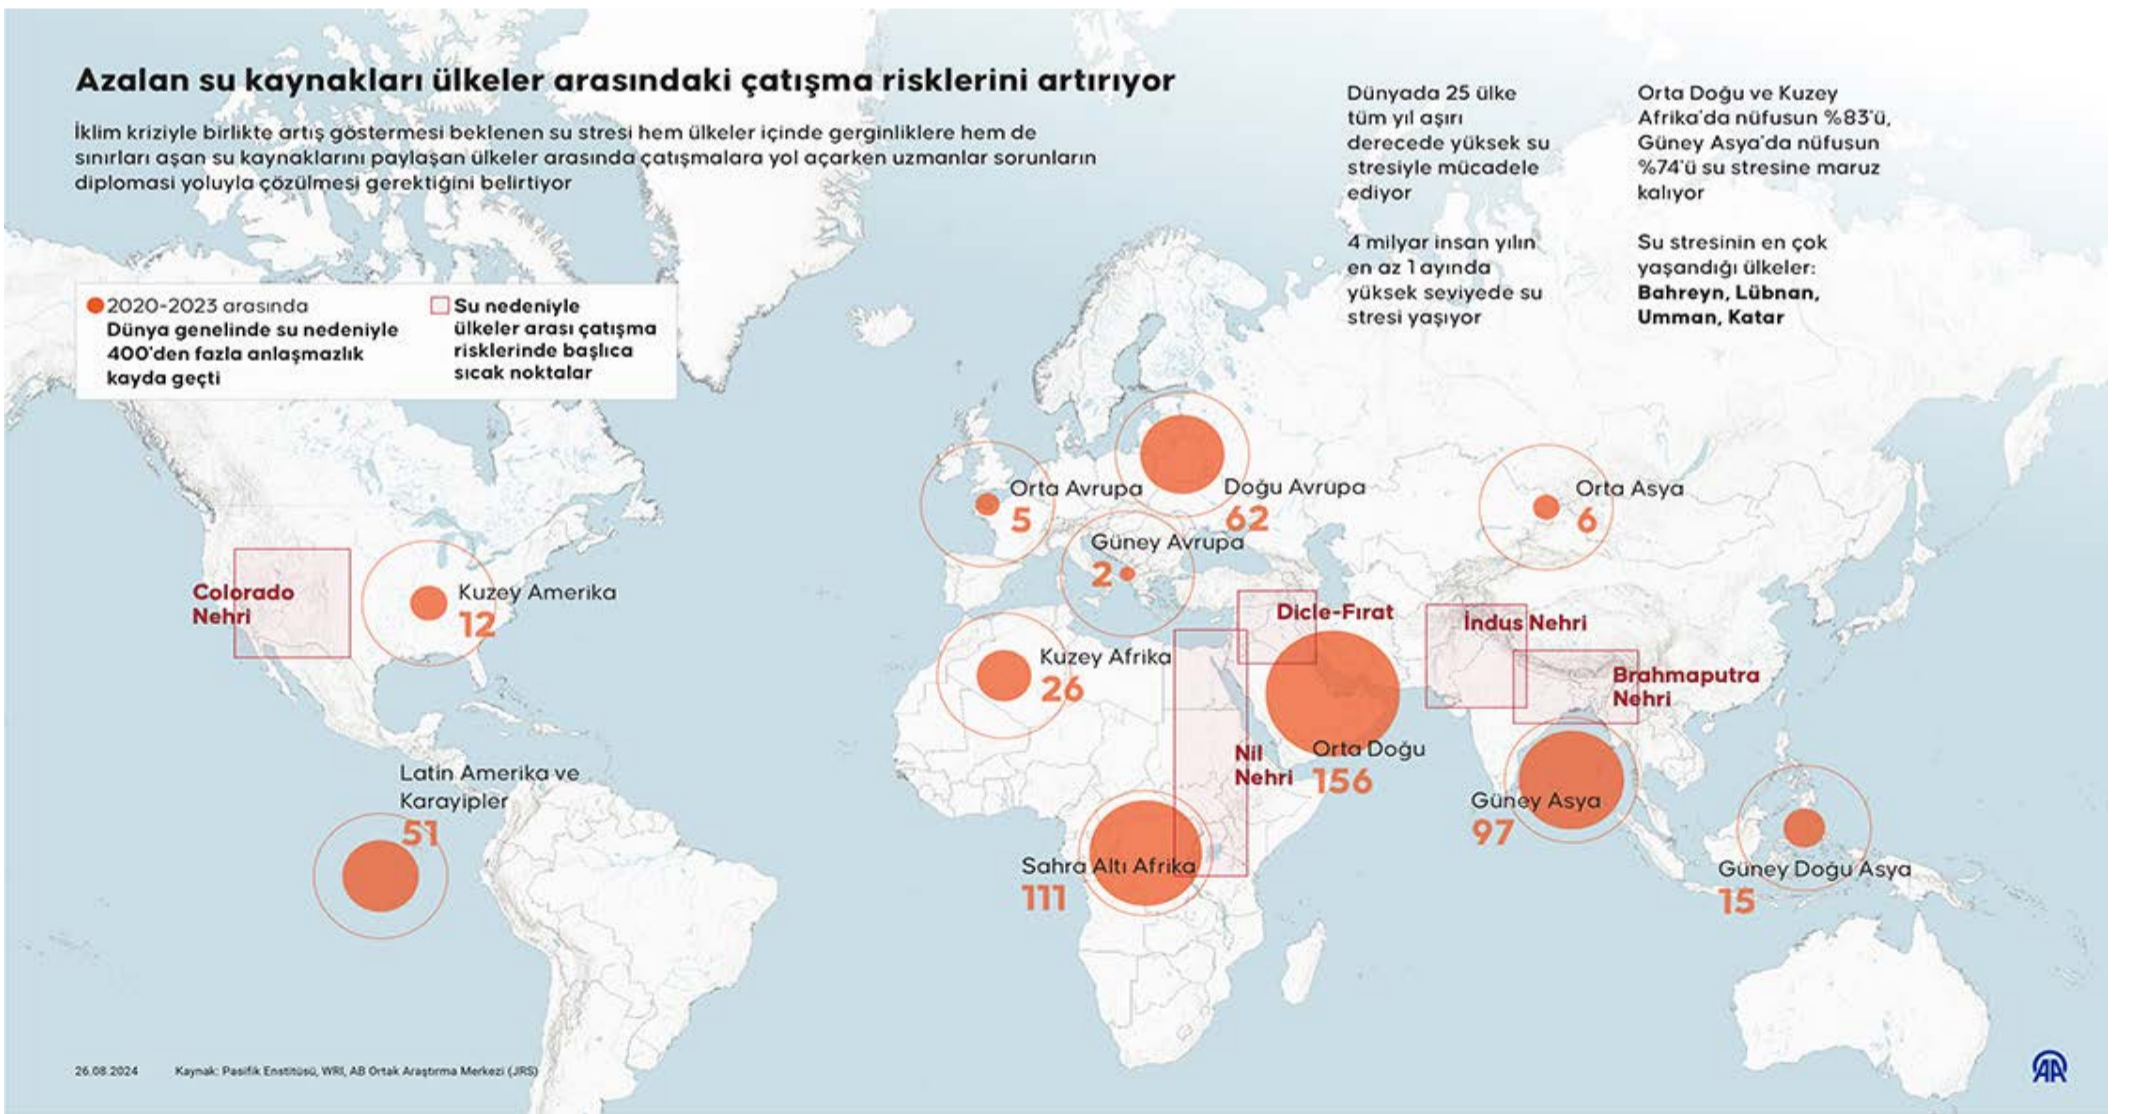 Azalan su kaynakları ülkeler arasındaki çatışma risklerini artırıyor
İklim kriziyle birlikte artış göstermesi beklenen su stresi hem ülkeler içinde gerginliklere hem de
sınırları aşan su kaynaklarını paylaşan ülkeler arasında çatışmalara yol açarken uzmanlar sorunların
diplomasi yoluyla çözülmesi gerektiğini belirtiyor
Dünyada 25 ülke
tüm yıl aşırı
derecede yüksek su
stresiyle mücadele
ediyor
4 milyar insan yılın
en az 1 ayında
yüksek seviyede su
stresi yaşıyor
Orta Doğu ve Kuzey
Afrika'da nüfusun %83'ü,
Güney Asya'da nüfusun
%74'ü su stresine maruz
kalıyor
Su stresinin en çok
yaşandığı ülkeler:
Bahreyn, Lübnan,
Umman, Katar
2020-2023 arasında
Dünya genelinde su nedeniyle
400'den fazla anlaşmazlık
kayda geçti
Su nedeniyle
ülkeler arası çatışma
risklerinde başlıca
sıcak noktalar
Orta Avrupa
5
Doğu Avrupa
62
Orta Asya
6
Güney Avrupa
2
Colorado
Nehri
Kuzey Amerika
12
Dicle-Fırat
İndus Nehri
Kuzey Afrika
26
Brahmaputra
Nehri
Nil
Nehri
Orta Doğu
156
Latin Amerika ve
Karayipler
51
Güney Asya
97
Sahra Altı Afrika
111
Güney Doğu Asya
15
26.08.2024
Kaynak: Pasifik Enstitüsü, WRI, AB Ortak Araştırma Merkezi (JRS)
AA